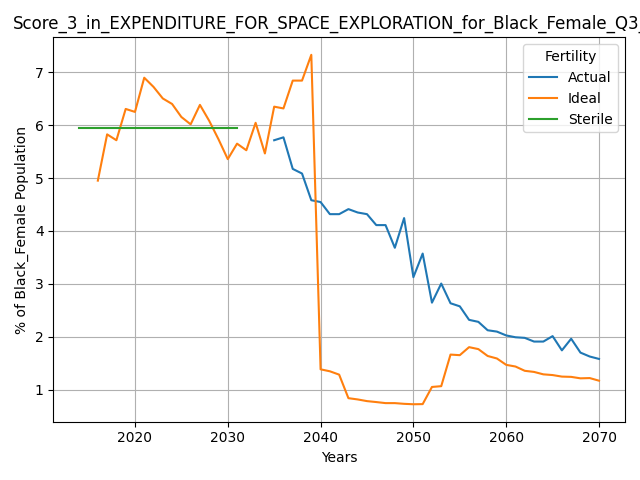 Score_3_in_EXPENDITURE_FOR_SPACE_EXPLORATION_for_Black_Female_Q3_
Fertility
Actual
Ideal
Sterile
% of Black_Female Population
7
6
5
4
3
2
1
2020 2030 2040 2050 2060 2070
Years